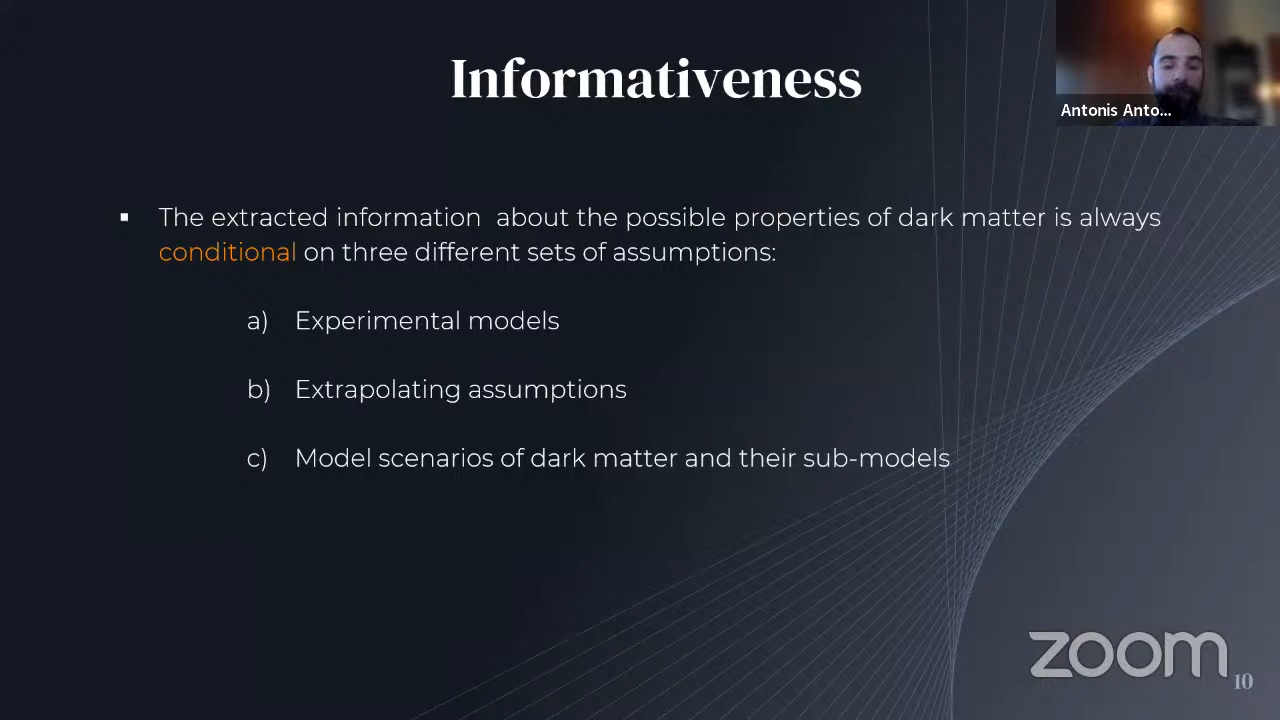 Informativeness
Antonis Anto...
▪ The extracted information about the possible properties of dark matter is always
conditional on three different sets of assumptions:
a) Experimental models
b) Extrapolating assumptions
c) Model scenarios of dark matter and their sub-models
zoom
10